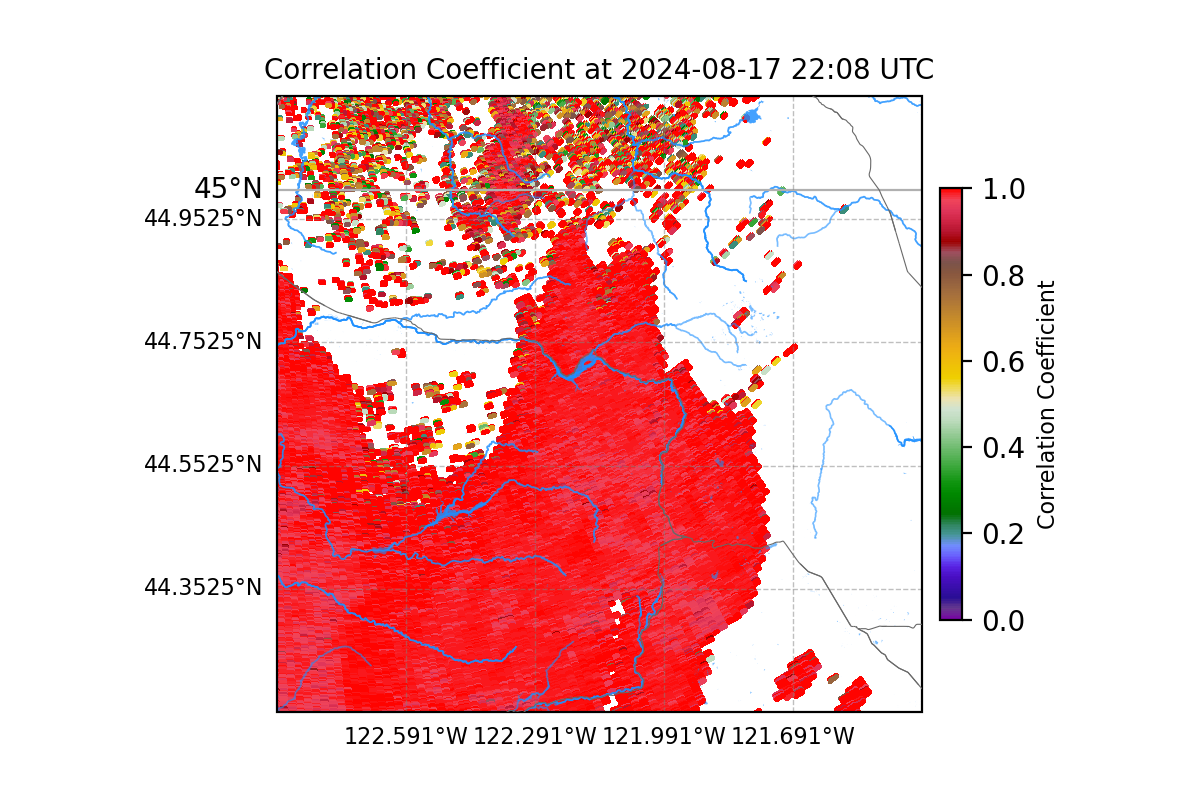 Correlation Coefficient at 2024-08-17 22:08 UTC
45°N
44.9525°N
44.7525°N
44.5525°N
44.3525°N
122.591°W 122.291°W 121.991°W 121.691°W
1.0
0.8
0.6
0.4
0.2
0.0
Correlation Coefficient